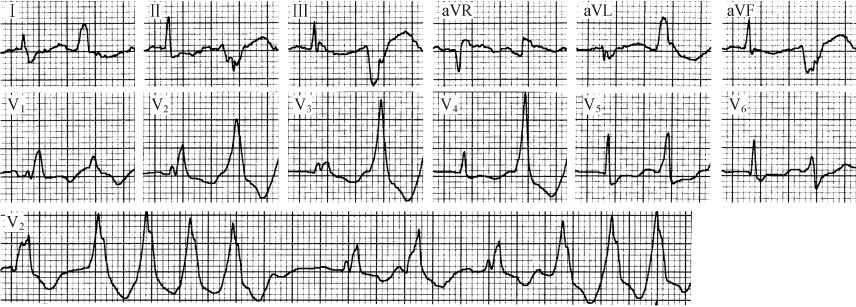 I II III aVR aVL aVF
V₁ V₂ V₃ V₄ V₅ V₆
V₂